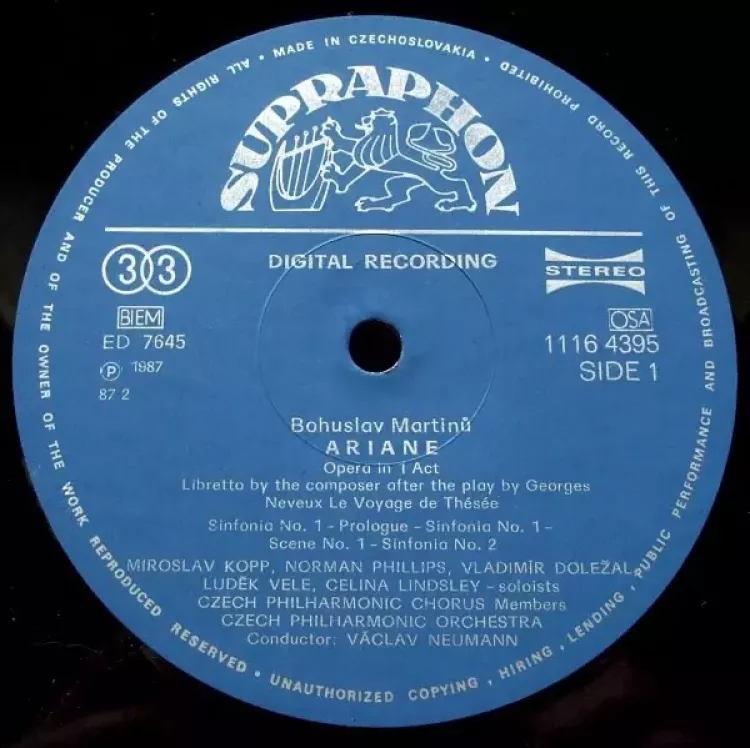 • MADE IN CZECHOSLOVAKIA •
ALL RIGHTS OF THE PRODUCER AND OF THE OWNER OF THE WORK REPRODUCED RESERVED • UNAUTHORIZED COPYING, HIRING, LENDING, PUBLIC PERFORMANCE AND BROADCASTING OF THIS RECORD PROHIBITED
SUPRAPHON
33
DIGITAL RECORDING
STEREO
BIEM
OSA
ED 7645
1116 4395
Ⓟ 1987
SIDE 1
87 2
Bohuslav Martinů
ARIANE
Opera in 1 Act
Libretto by the composer after the play by Georges
Neveux Le Voyage de Thésée
Sinfonia No. 1 – Prologue – Sinfonia No. 1 –
Scene No. 1 – Sinfonia No. 2
MIROSLAV KOPP, NORMAN PHILLIPS, VLADIMÍR DOLEŽAL,
LUDĚK VELE, CELINA LINDSLEY – soloists
CZECH PHILHARMONIC CHORUS Members
CZECH PHILHARMONIC ORCHESTRA
Conductor: VÁCLAV NEUMANN